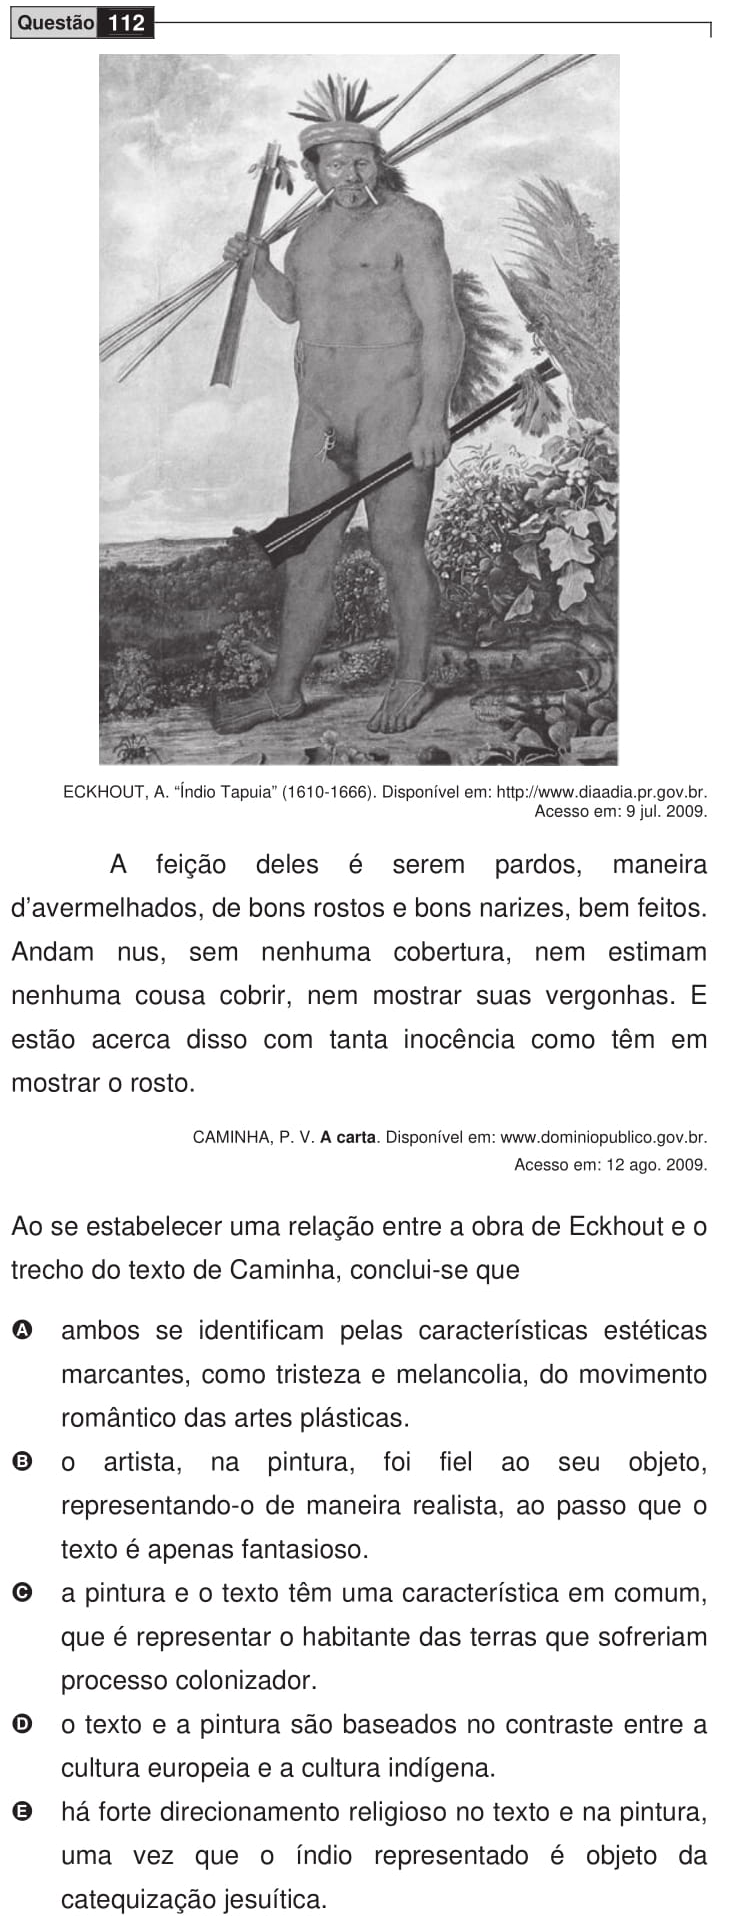 Questão 112
ECKHOUT, A. “Índio Tapuia” (1610-1666). Disponível em: http://www.diaadia.pr.gov.br.
Acesso em: 9 jul. 2009.
A feição deles é serem pardos, maneira
d’avermelhados, de bons rostos e bons narizes, bem feitos.
Andam nus, sem nenhuma cobertura, nem estimam
nenhuma cousa cobrir, nem mostrar suas vergonhas. E
estão acerca disso com tanta inocência como têm em
mostrar o rosto.
CAMINHA, P. V. A carta. Disponível em: www.dominiopublico.gov.br.
Acesso em: 12 ago. 2009.
Ao se estabelecer uma relação entre a obra de Eckhout e o
trecho do texto de Caminha, conclui-se que
A ambos se identificam pelas características estéticas
marcantes, como tristeza e melancolia, do movimento
romântico das artes plásticas.
B o artista, na pintura, foi fiel ao seu objeto,
representando-o de maneira realista, ao passo que o
texto é apenas fantasioso.
C a pintura e o texto têm uma característica em comum,
que é representar o habitante das terras que sofreriam
processo colonizador.
D o texto e a pintura são baseados no contraste entre a
cultura europeia e a cultura indígena.
E há forte direcionamento religioso no texto e na pintura,
uma vez que o índio representado é objeto da
catequização jesuítica.